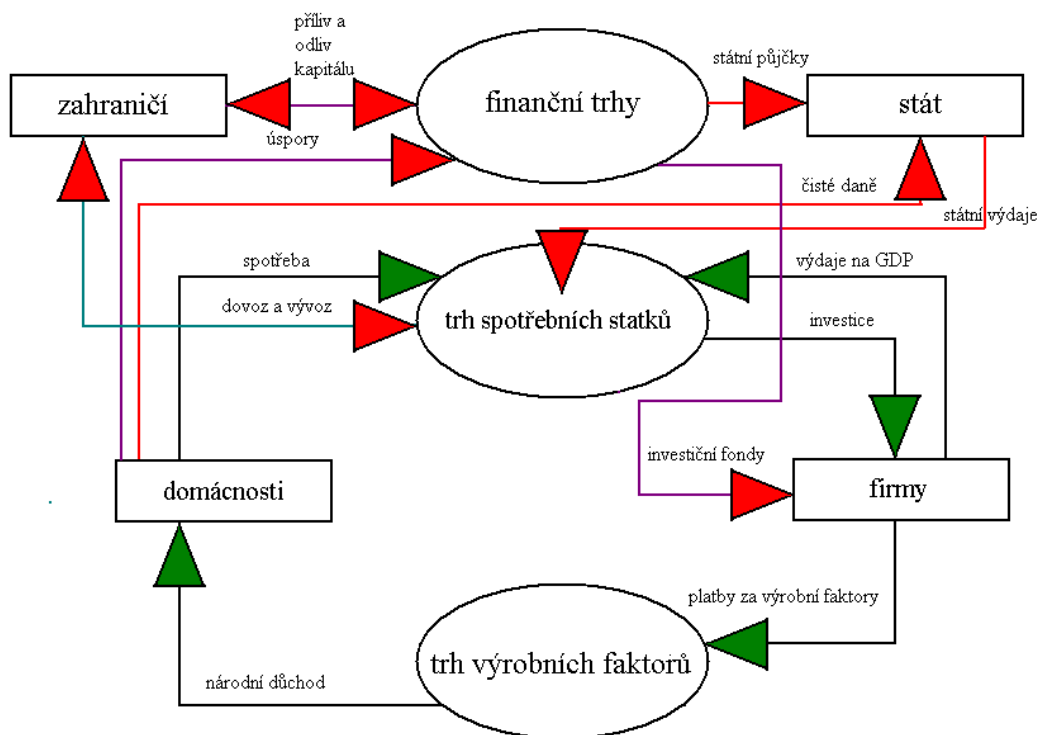 příliv a
odliv
kapitálu
státní půjčky
zahraničí
finanční trhy
stát
úspory
čisté daně
státní výdaje
spotřeba
výdaje na GDP
dovoz a vývoz
trh spotřebních statků
investice
investiční fondy
domácnosti
firmy
platby za výrobní faktory
trh výrobních faktorů
národní důchod